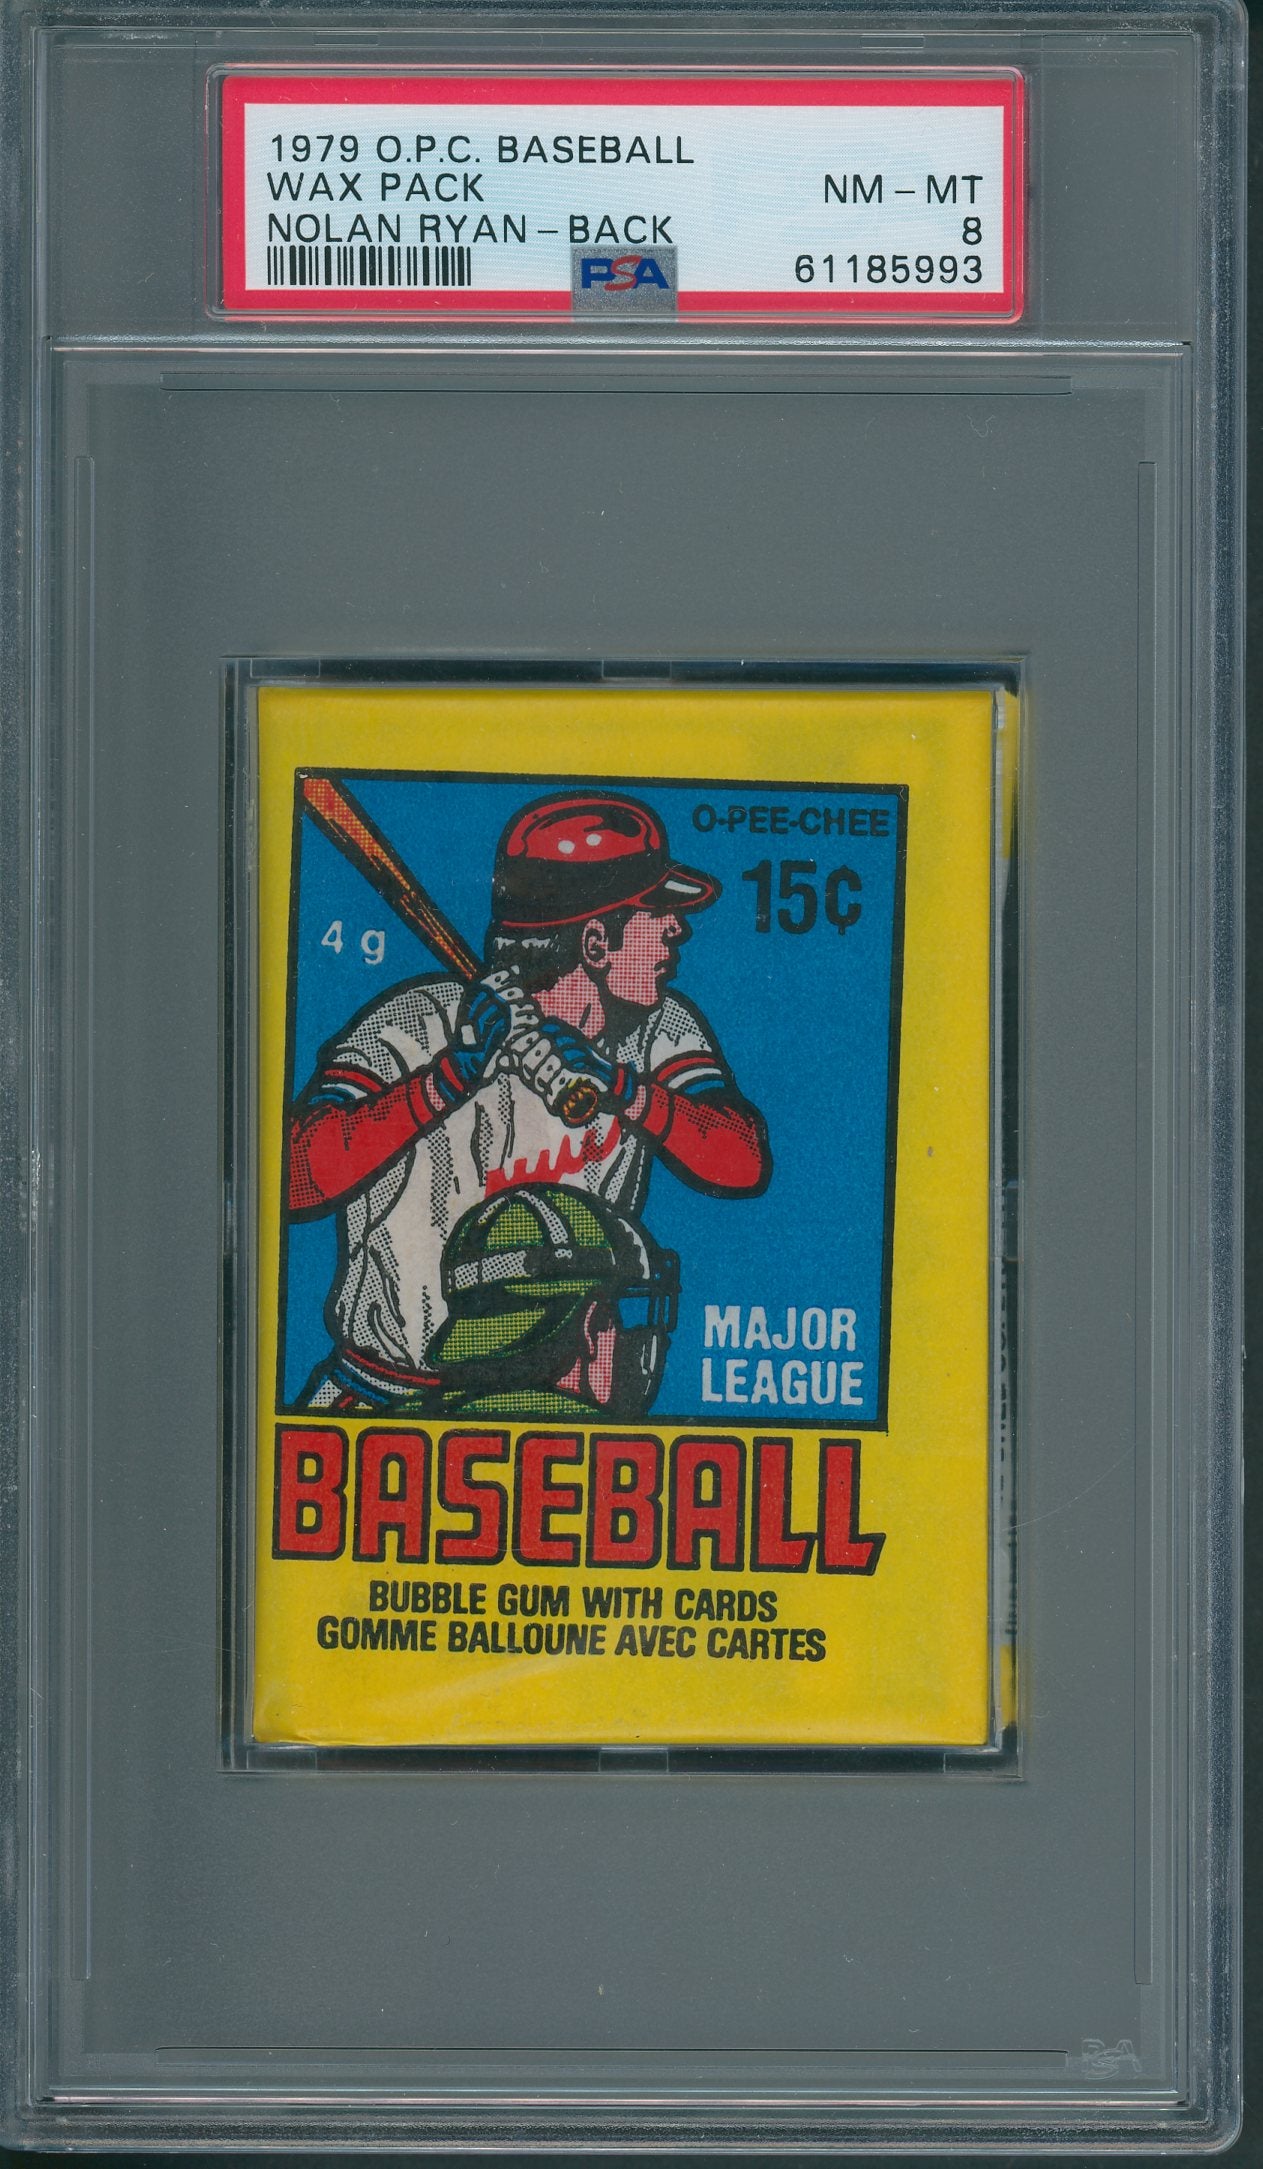 1979 O.P.C. BASEBALL
WAX PACK NM - MT
NOLAN RYAN - BACK 8
PSA 61185993
O-PEE-CHEE
15¢
4 g
MAJOR
LEAGUE
BASEBALL
BUBBLE GUM WITH CARDS
GOMME BALLOUNE AVEC CARTES
PSA